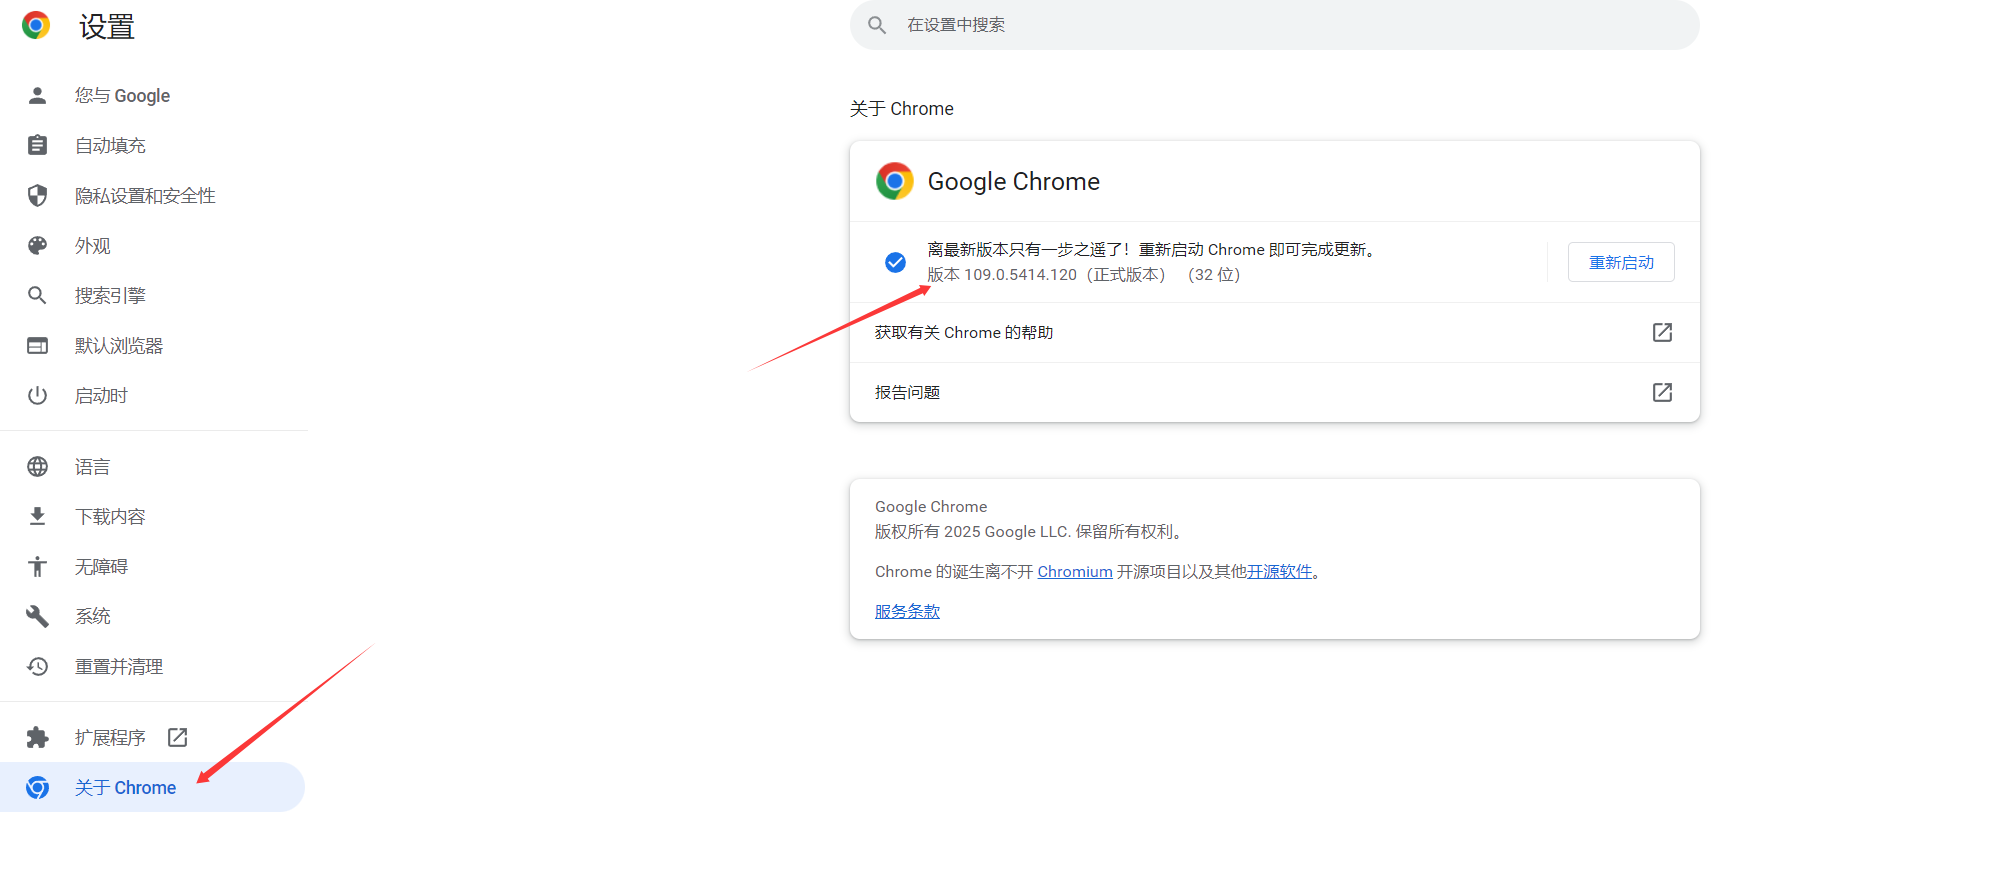 设置
在设置中搜索
您与 Google
自动填充
隐私设置和安全性
外观
搜索引擎
默认浏览器
启动时
语言
下载内容
无障碍
系统
重置并清理
扩展程序
关于 Chrome
关于 Chrome
Google Chrome
离最新版本只有一步之遥了！重新启动 Chrome 即可完成更新。
版本 109.0.5414.120（正式版本） （32 位）
重新启动
获取有关 Chrome 的帮助
报告问题
Google Chrome
版权所有 2025 Google LLC. 保留所有权利。
Chrome 的诞生离不开 Chromium 开源项目以及其他开源软件。
服务条款